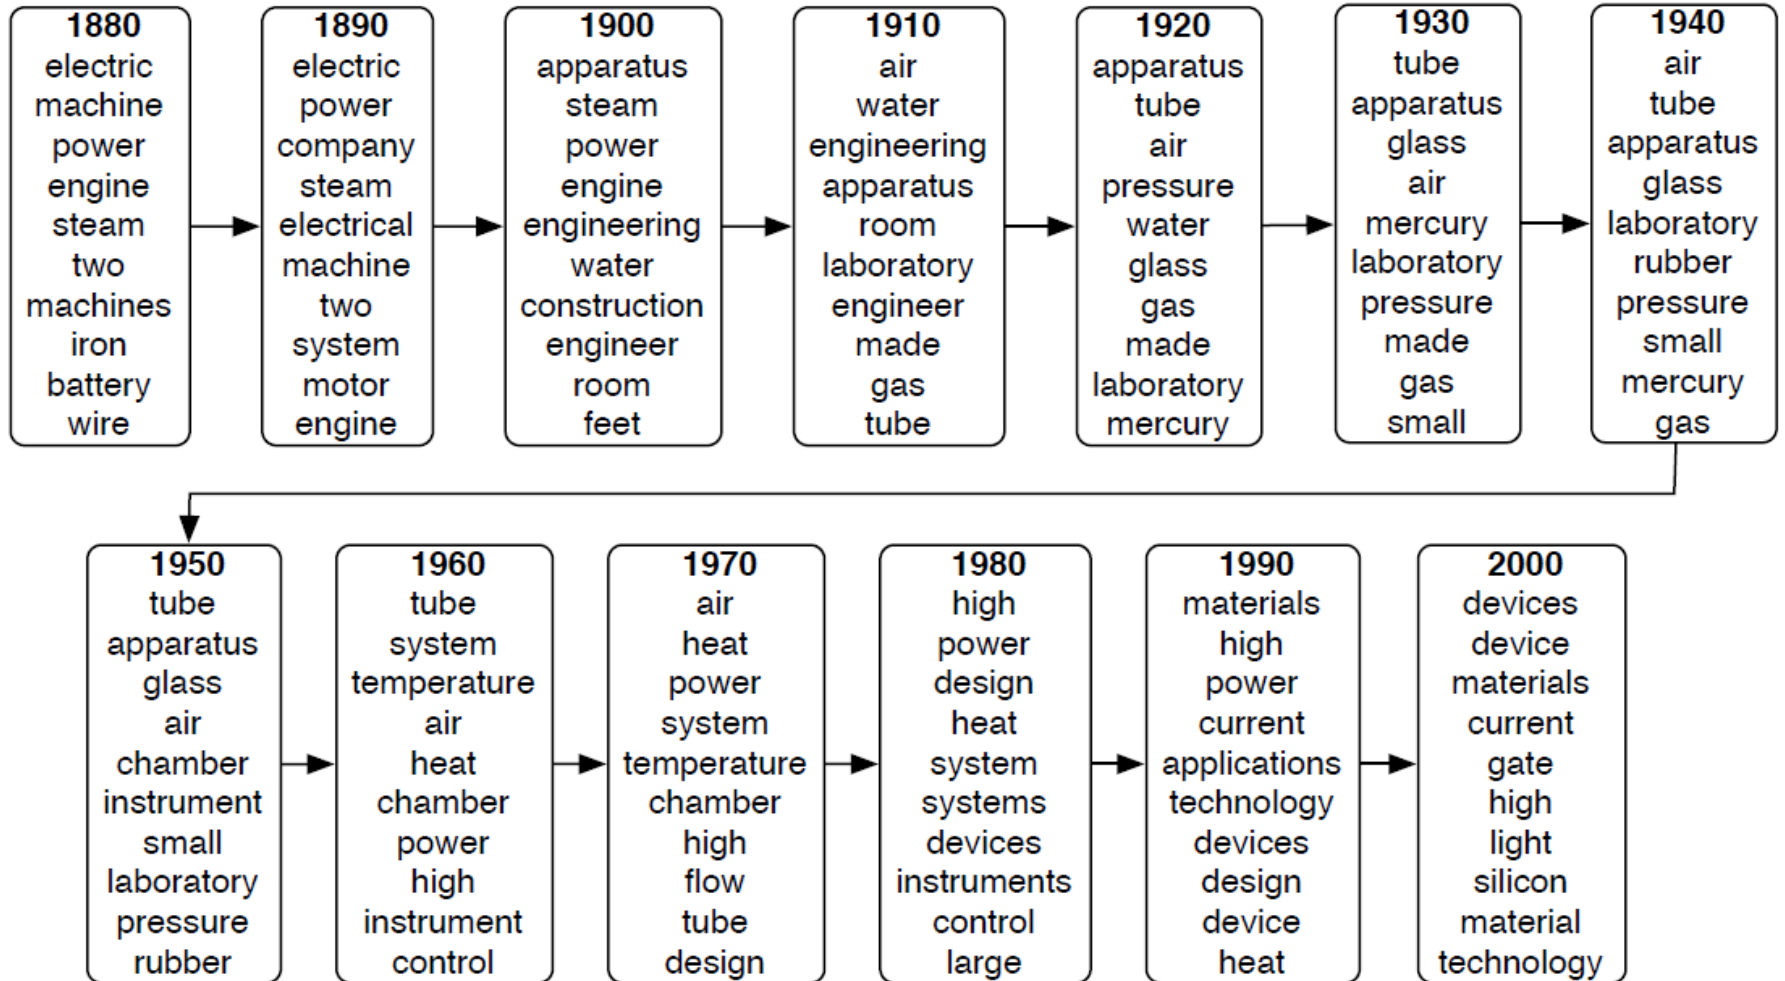 1880
electric
machine
power
engine
steam
two
machines
iron
battery
wire
1890
electric
power
company
steam
electrical
machine
two
system
motor
engine
1900
apparatus
steam
power
engine
engineering
water
construction
engineer
room
feet
1910
air
water
engineering
apparatus
room
laboratory
engineer
made
gas
tube
1920
apparatus
tube
air
pressure
water
glass
gas
made
laboratory
mercury
1930
tube
apparatus
glass
air
mercury
laboratory
pressure
made
gas
small
1940
air
tube
apparatus
glass
laboratory
rubber
pressure
small
mercury
gas
1950
tube
apparatus
glass
air
chamber
instrument
small
laboratory
pressure
rubber
1960
tube
system
temperature
air
heat
chamber
power
high
instrument
control
1970
air
heat
power
system
temperature
chamber
high
flow
tube
design
1980
high
power
design
heat
system
systems
devices
instruments
control
large
1990
materials
high
power
current
applications
technology
devices
design
device
heat
2000
devices
device
materials
current
gate
high
light
silicon
material
technology